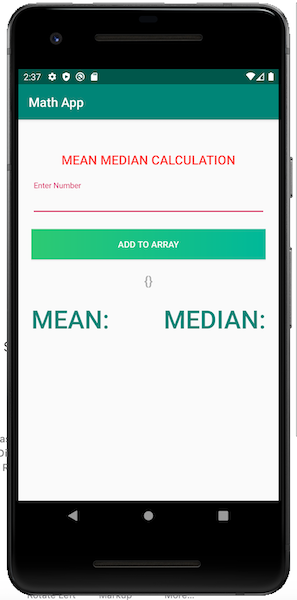 2:37
Math App
MEAN MEDIAN CALCULATION
Enter Number
ADD TO ARRAY
{}
MEAN: MEDIAN:
Rotate Left Markup More...